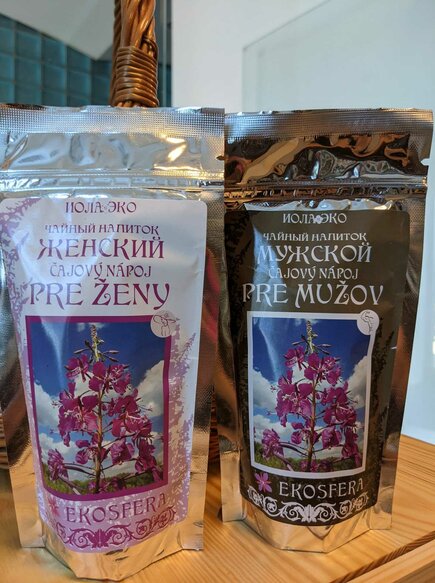 ИОЛА ЭКО
ЧАЙНЫЙ НАПИТОК
ЖЕНСКИЙ
ČAJOVÝ NÁPOJ
PRE ŽENY
EKOSFERA
ИОЛА ЭКО
ЧАЙНЫЙ НАПИТОК
МУЖСКОЙ
ČAJOVÝ NÁPOJ
PRE MUŽOV
EKOSFERA